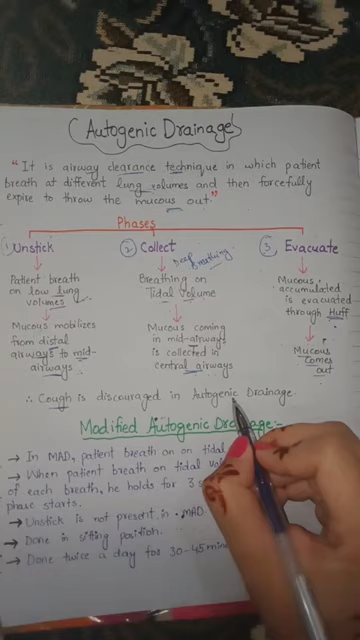 Autogenic Drainage
"It is airway clearance technique in which patient
breath at different lung volumes and then forcefully
expire to throw the mucous out."
Phases
① Unstick
Patient breath
on low lung
volumes.
Mucous mobilizes
from distal
airways to mid-
airways.
② Collect
Deep breathing
Breathing on
Tidal Volume
Mucous coming
in mid-airways
is collected in
central airways
③ Evacuate
Mucous
accumulated
is evacuated
through Huff
Mucous
comes
out
∴ Cough is discouraged in Autogenic Drainage.
Modified Autogenic Drainage:-
→ In MAD, patient breath on tidal
→ When patient breath on tidal
of each breath, he holds for 3
phase starts.
→ Unstick is not present in MAD
→ Done in sitting position.
→ Done twice a day for 30-45 min